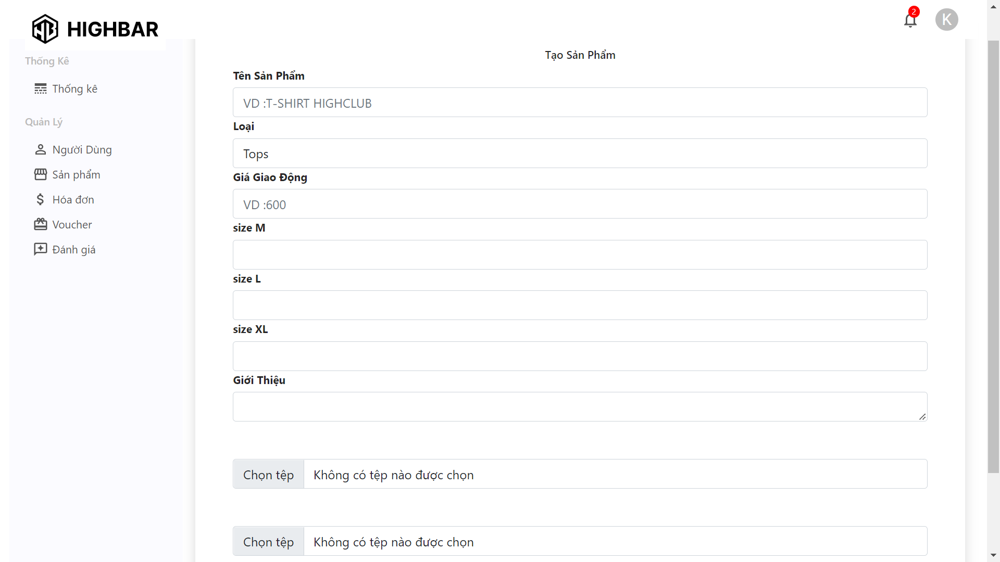 HIGHBAR
2
K
Thống Kê
Thống kê
Quản Lý
Người Dùng
Sản phẩm
Hóa đơn
Voucher
Đánh giá
Tạo Sản Phẩm
Tên Sản Phẩm
VD :T-SHIRT HIGHCLUB
Loại
Tops
Giá Giao Động
VD :600
size M
size L
size XL
Giới Thiệu
Chọn tệp Không có tệp nào được chọn
Chọn tệp Không có tệp nào được chọn